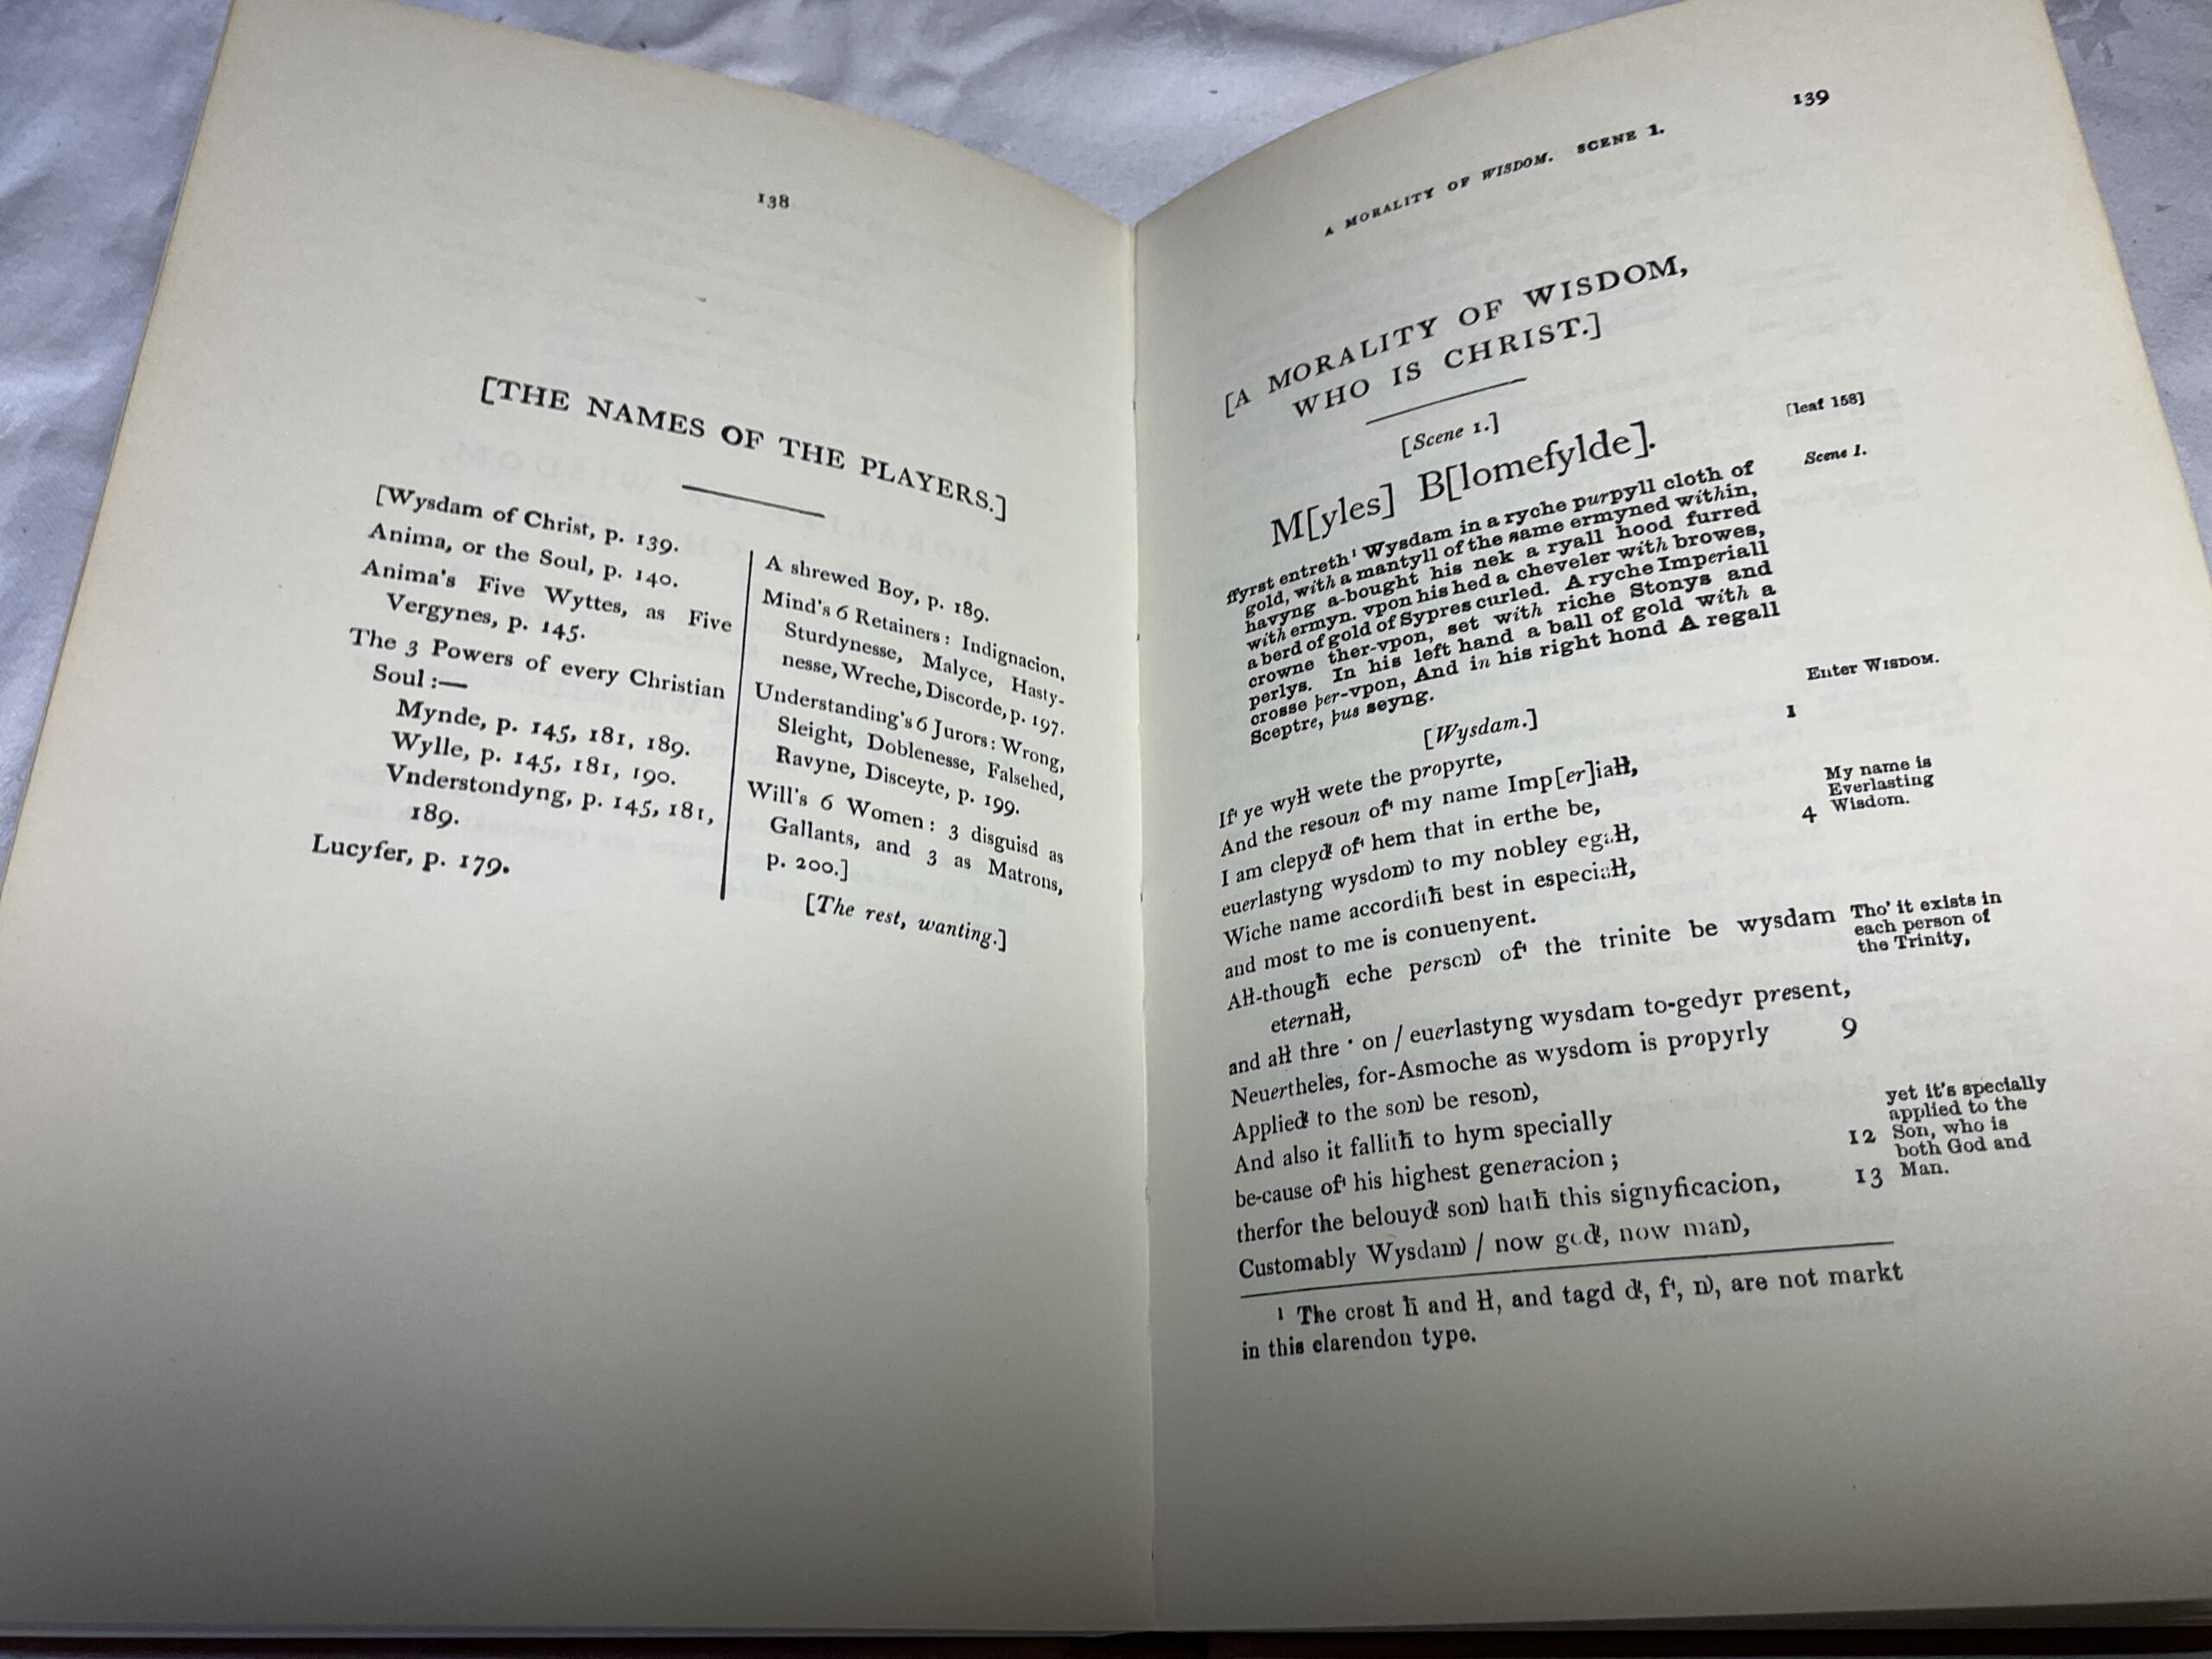 138
[THE NAMES OF THE PLAYERS.]
[Wysdam of Christ, p. 139.
Anima, or the Soul, p. 140.
Anima's Five Wyttes, as Five
Vergynes, p. 145.
The 3 Powers of every Christian
Soul :—
Mynde, p. 145, 181, 189.
Wylle, p. 145, 181, 190.
Vnderstondyng, p. 145, 181,
189.
Lucyfer, p. 179.
A shrewed Boy, p. 189.
Mind's 6 Retainers: Indignacion,
Sturdynesse, Malyce, Hasty-
nesse, Wreche, Discorde, p. 197.
Understanding's 6 Jurors: Wrong,
Sleight, Doblenesse, Falsehed,
Ravyne, Disceyte, p. 199.
Will's 6 Women: 3 disguisd as
Gallants, and 3 as Matrons,
p. 200.]
[The rest, wanting.]
A MORALITY OF WISDOM. SCENE 1. 139
[A MORALITY OF WISDOM,
WHO IS CHRIST.]
[Scene 1.]
[leaf 158]
M[yles] B[lomefylde].
Scene 1.
ffyrst entreth¹ Wysdam in a ryche purpyll cloth of
gold, with a mantyll of the same ermyned within,
havyng a-bought his nek a ryall hood furred
with ermyn. vpon his hed a cheveler with browes,
a berd of gold of Sypres curled. A ryche Imperiall
crowne ther-vpon, set with riche Stonys and
perlys. In his left hand a ball of gold with a
crosse þer-vpon, And in his right hond A regall
Sceptre, þus seyng.
Enter WISDOM.
[Wysdam.]
If' ye wyƚƚ wete the propyrte, 1
And the resoun of' my name Imp[er]iaƚƚ,
I am clepyd' of' hem that in erthe be,
My name is
Everlasting
Wisdom.
euerlastyng wysdom) to my nobley egaƚƚ, 4
Wiche name accordith̄ best in especiaƚƚ,
and most to me is conuenyent.
Aƚƚ-thougħ eche person) of' the trinite be wysdam
eternaƚƚ,
Tho' it exists in
each person of
the Trinity,
and aƚƚ thre · on / euerlastyng wysdam to-gedyr present,
Neuertheles, for-Asmoche as wysdom is propyrly 9
Applied' to the son) be reson),
And also it fallitħ to hym specially
be-cause of' his highest generacion ; 12
yet it's specially
applied to the
Son, who is
both God and
Man.
therfor the belouyd' son) hatħ this signyficacion, 13
Customably Wysdam) / now god', now man),
¹ The crost ħ and ƚƚ, and tagd d', f', n), are not markt
in this clarendon type.